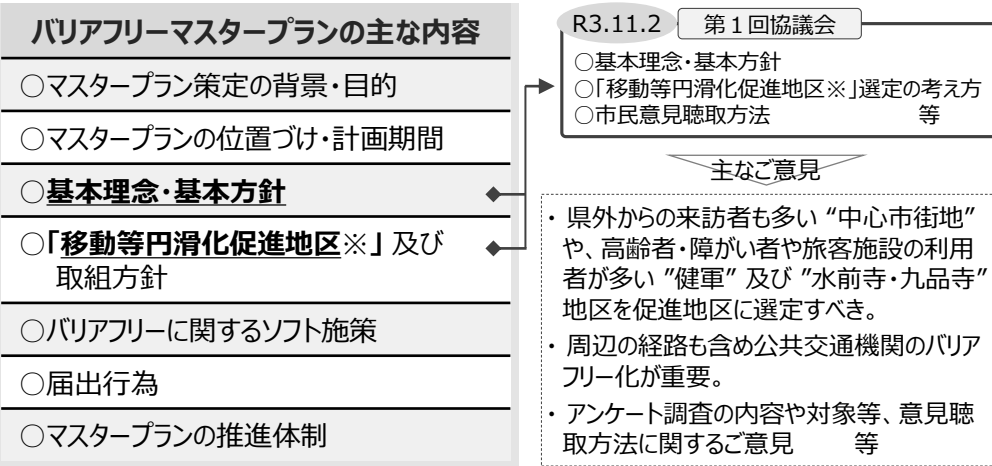 バリアフリーマスタープランの主な内容
○マスタープラン策定の背景・目的
○マスタープランの位置づけ・計画期間
○基本理念・基本方針
○「移動等円滑化促進地区※」及び
取組方針
○バリアフリーに関するソフト施策
○届出行為
○マスタープランの推進体制
R3.11.2 第1回協議会
○基本理念・基本方針
○「移動等円滑化促進地区※」選定の考え方
○市民意見聴取方法 等
主なご意見
・ 県外からの来訪者も多い “中心市街地”
や、高齢者・障がい者や旅客施設の利用
者が多い ”健軍” 及び ”水前寺・九品寺”
地区を促進地区に選定すべき。
・ 周辺の経路も含め公共交通機関のバリア
フリー化が重要。
・ アンケート調査の内容や対象等、意見聴
取方法に関するご意見 等